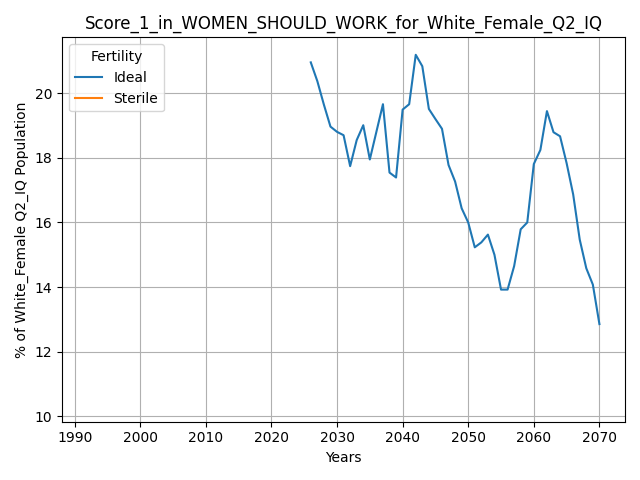 Score_1_in_WOMEN_SHOULD_WORK_for_White_Female_Q2_IQ
Fertility
Ideal
Sterile
% of White_Female Q2_IQ Population
20
18
16
14
12
10
1990
2000
2010
2020
2030
2040
2050
2060
2070
Years